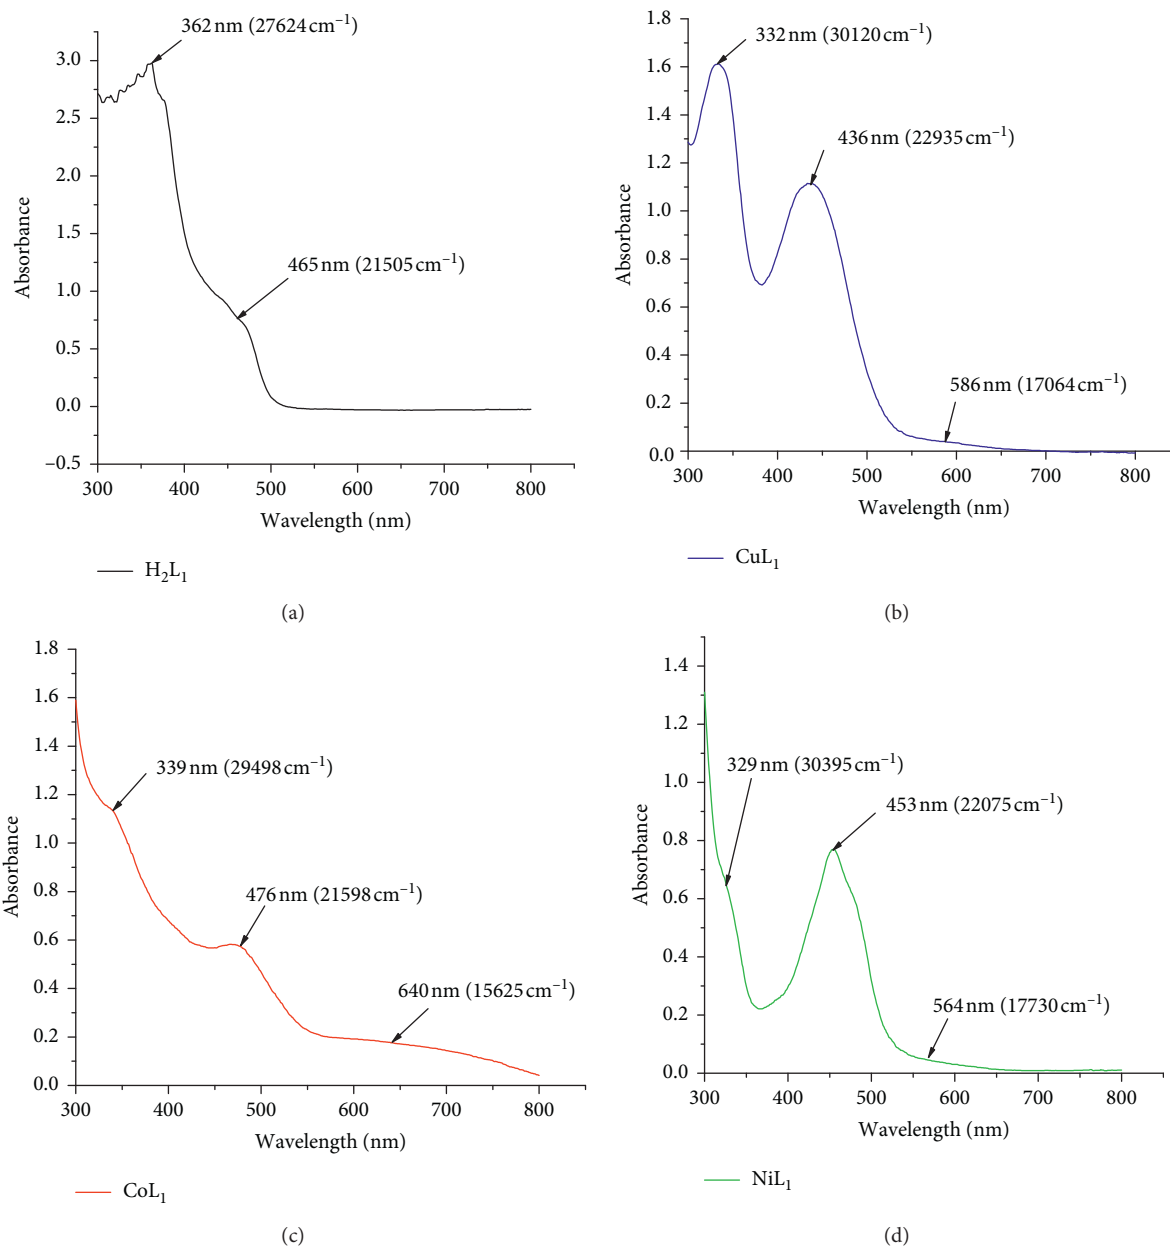 362 nm (27624 cm⁻¹)
3.0
2.5
2.0
1.5
1.0
0.5
0.0
−0.5
Absorbance
465 nm (21505 cm⁻¹)
300 400 500 600 700 800
Wavelength (nm)
H₂L₁
(a)
1.8
1.6
1.4
1.2
1.0
0.8
0.6
0.4
0.2
0.0
Absorbance
332 nm (30120 cm⁻¹)
436 nm (22935 cm⁻¹)
586 nm (17064 cm⁻¹)
300 400 500 600 700 800
Wavelength (nm)
CuL₁
(b)
1.8
1.6
1.4
1.2
1.0
0.8
0.6
0.4
0.2
0.0
Absorbance
339 nm (29498 cm⁻¹)
476 nm (21598 cm⁻¹)
640 nm (15625 cm⁻¹)
300 400 500 600 700 800
Wavelength (nm)
CoL₁
(c)
1.4
1.2
1.0
0.8
0.6
0.4
0.2
0.0
Absorbance
329 nm (30395 cm⁻¹)
453 nm (22075 cm⁻¹)
564 nm (17730 cm⁻¹)
300 400 500 600 700 800
Wavelength (nm)
NiL₁
(d)